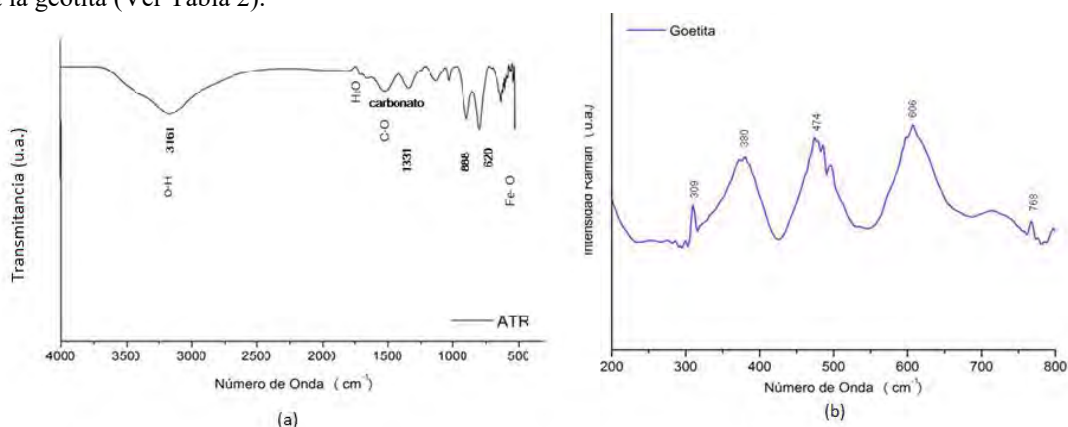 a la geotita (Ver Tabla 2).
Transmitancia (u.a.)
3161
O-H
H2O
C-O
carbonato
1331
888
620
Fe- O
ATR
4000 3500 3000 2500 2000 1500 1000 500
Número de Onda ( cm⁻¹)
(a)
Intensidad Raman (u.a.)
Goetita
309
380
474
606
768
200 300 400 500 600 700 800
Número de Onda ( cm⁻¹)
(b)